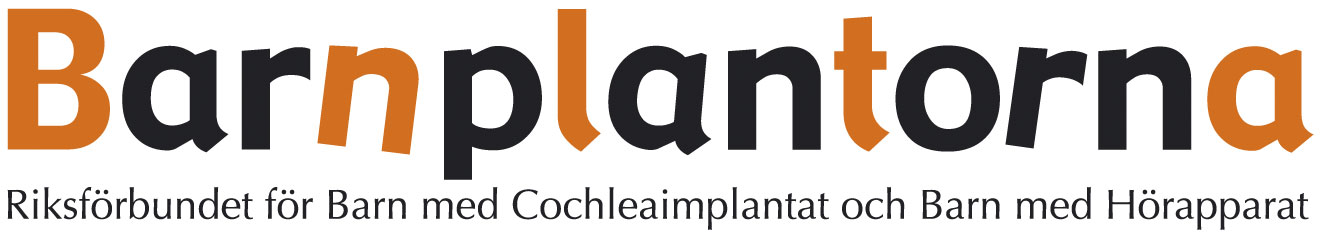 Barnplantorna
Riksförbundet för Barn med Cochleaimplantat och Barn med Hörapparat